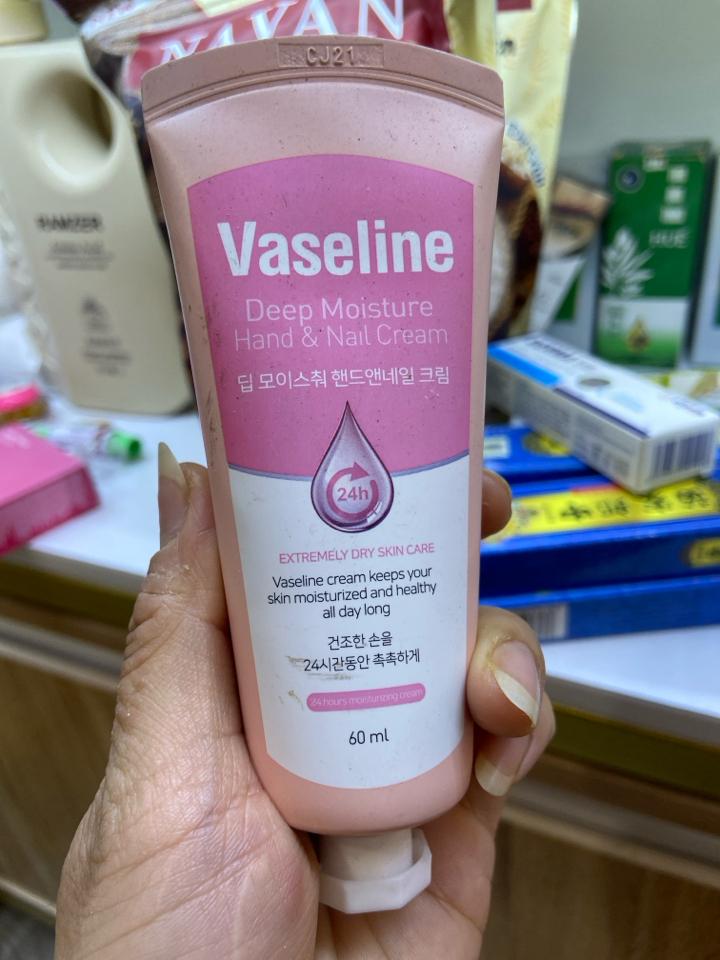 NAYAN
CJ21
Vaseline
Deep Moisture
Hand & Nail Cream
딥 모이스춰 핸드앤네일 크림
24h
EXTREMELY DRY SKIN CARE
Vaseline cream keeps your
skin moisturized and healthy
all day long
건조한 손을
24시간동안 촉촉하게
24 hours moisturizing cream
60 ml
HUE